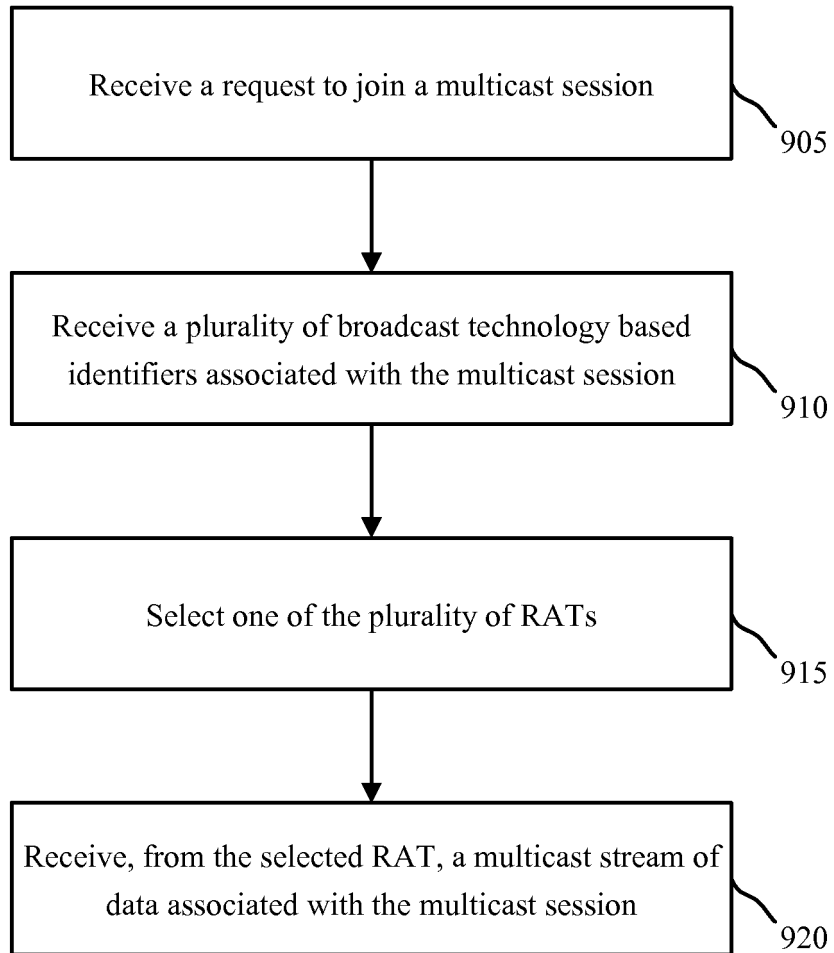 Receive a request to join a multicast session
905
Receive a plurality of broadcast technology based
identifiers associated with the multicast session
910
Select one of the plurality of RATs
915
Receive, from the selected RAT, a multicast stream of
data associated with the multicast session
920